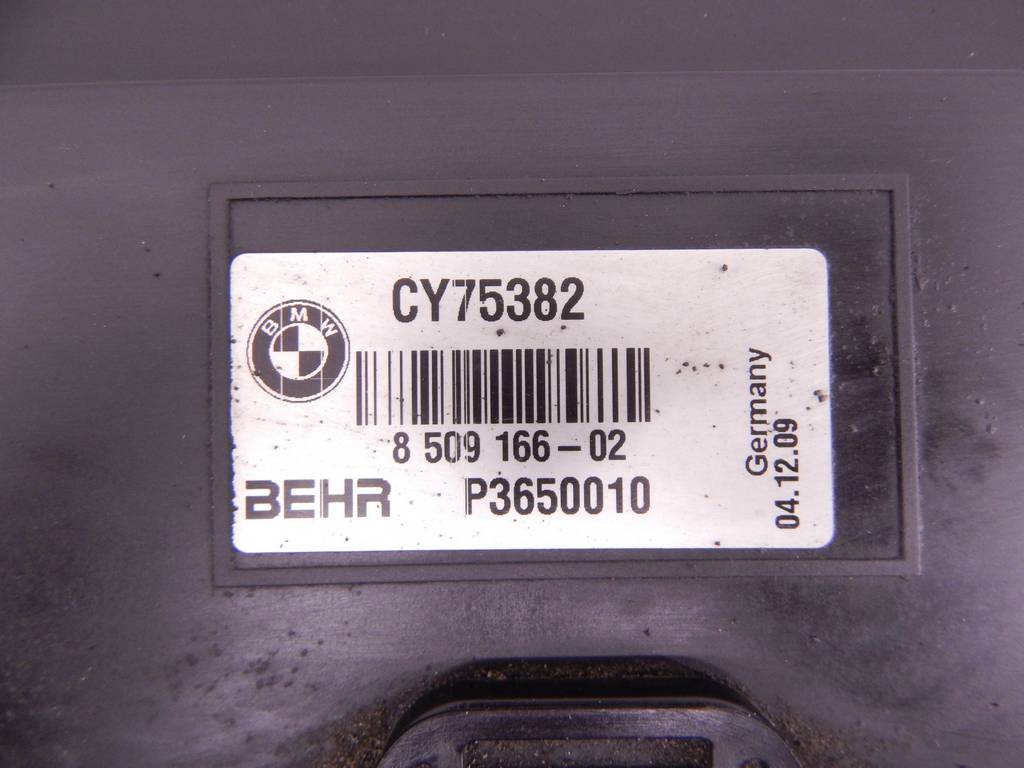 CY75382
BMW
8 509 166-02
BEHR P3650010
Germany
04.12.09